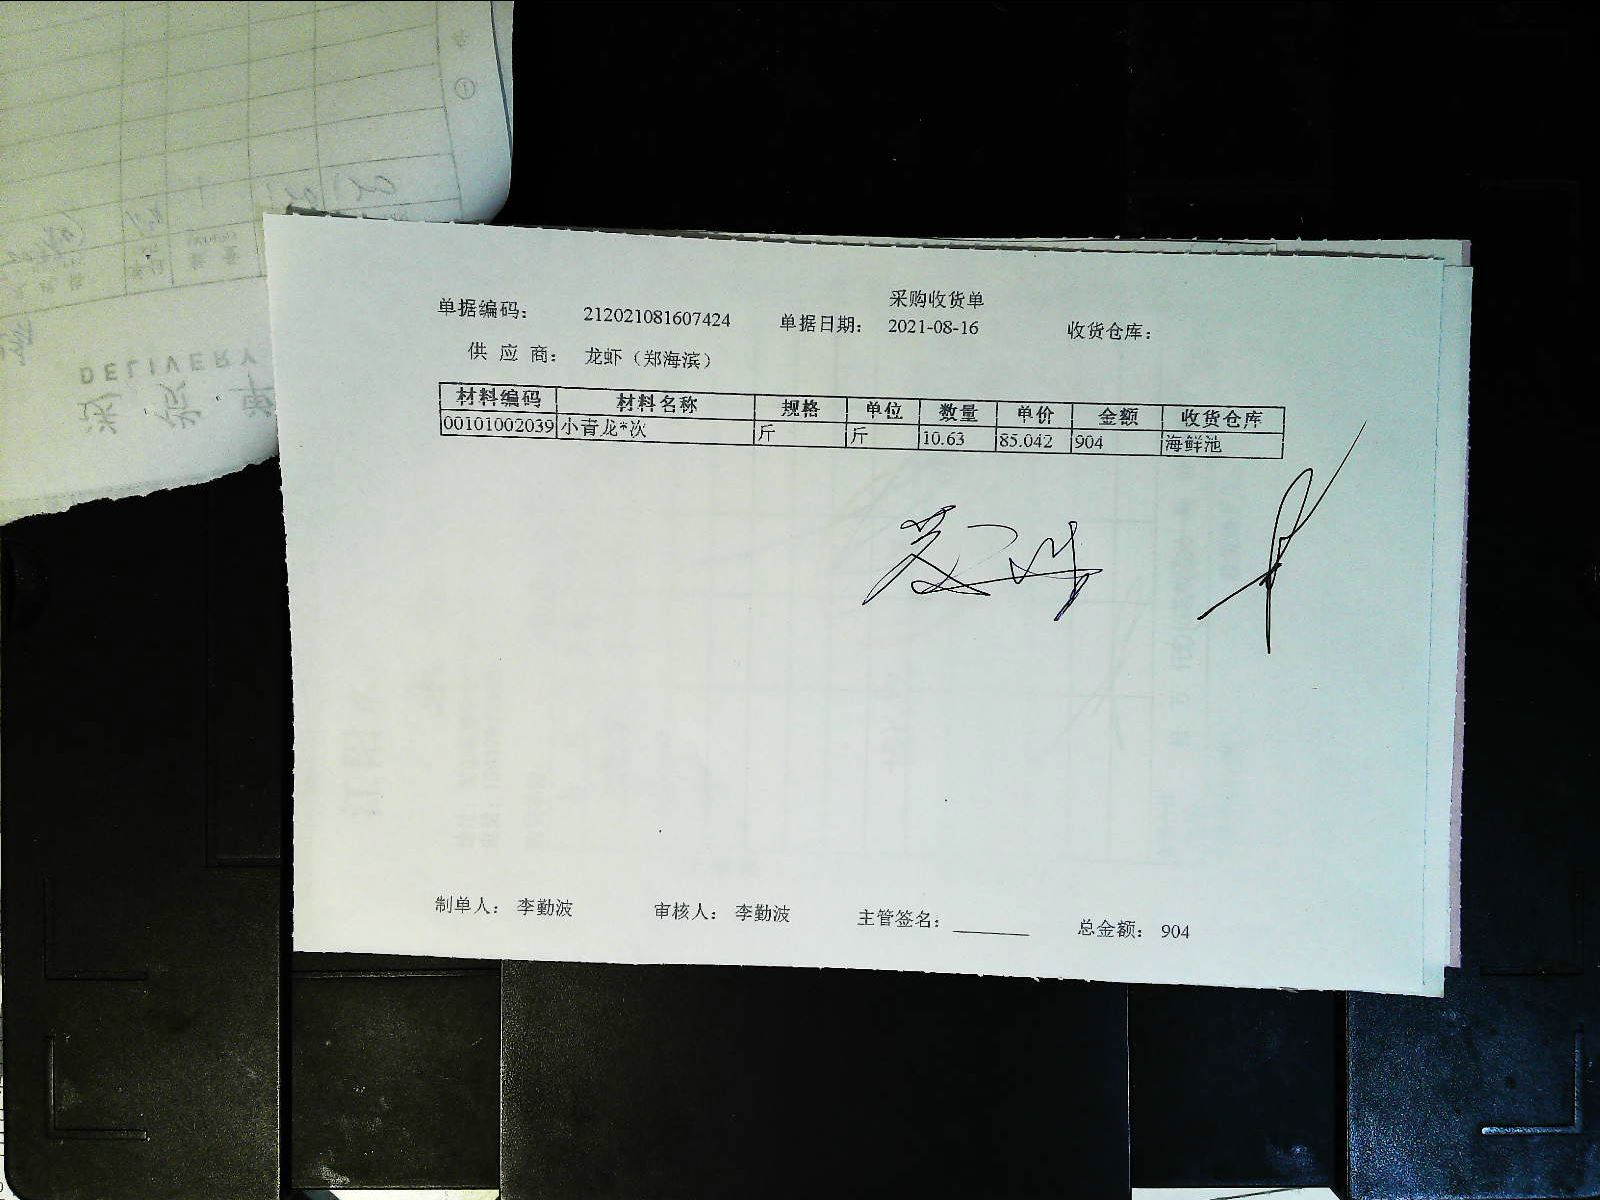 采购收货单
单据编码： 212021081607424 单据日期： 2021-08-16 收货仓库：
供 应 商： 龙虾（郑海滨）
材料编码 材料名称 规格 单位 数量 单价 金额 收货仓库
00101002039 小青龙*次 斤 斤 10.63 85.042 904 海鲜池
制单人： 李勤波 审核人： 李勤波 主管签名： 总金额： 904
DELIVERY
送 货 单